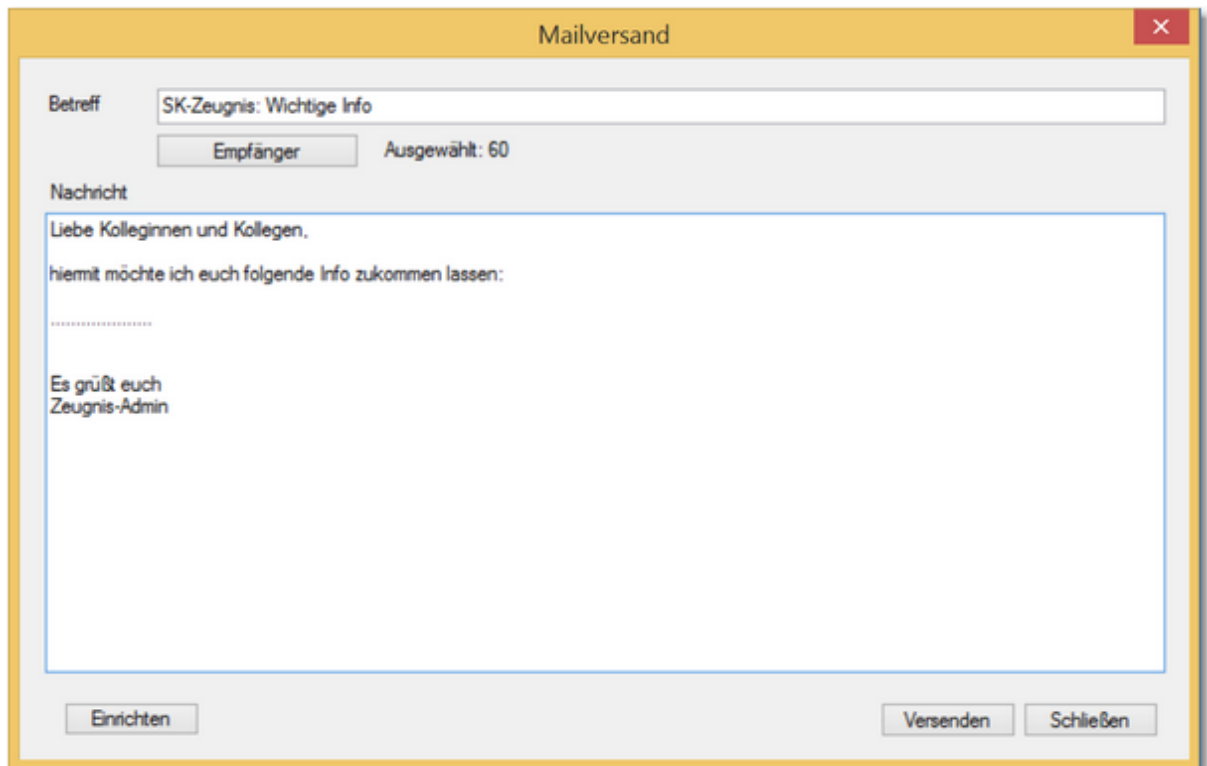 Mailversand
Betreff
SK-Zeugnis: Wichtige Info
Empfänger
Ausgewählt: 60
Nachricht
Liebe Kolleginnen und Kollegen,
hiermit möchte ich euch folgende Info zukommen lassen:
.....................
Es grüßt euch
Zeugnis-Admin
Einrichten
Versenden
Schließen